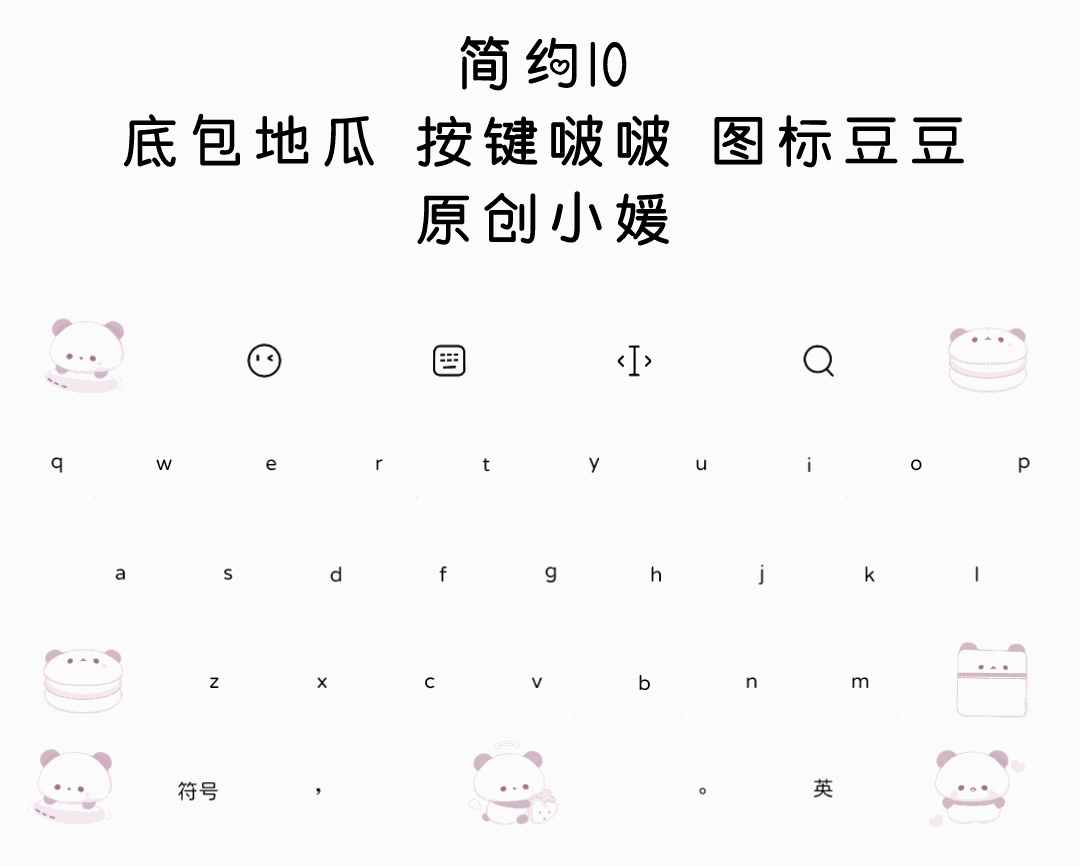 简约10
底包地瓜 按键啵啵 图标豆豆
原创小媛
q w e r t y u i o p
a s d f g h j k l
z x c v b n m
符号 , 。 英